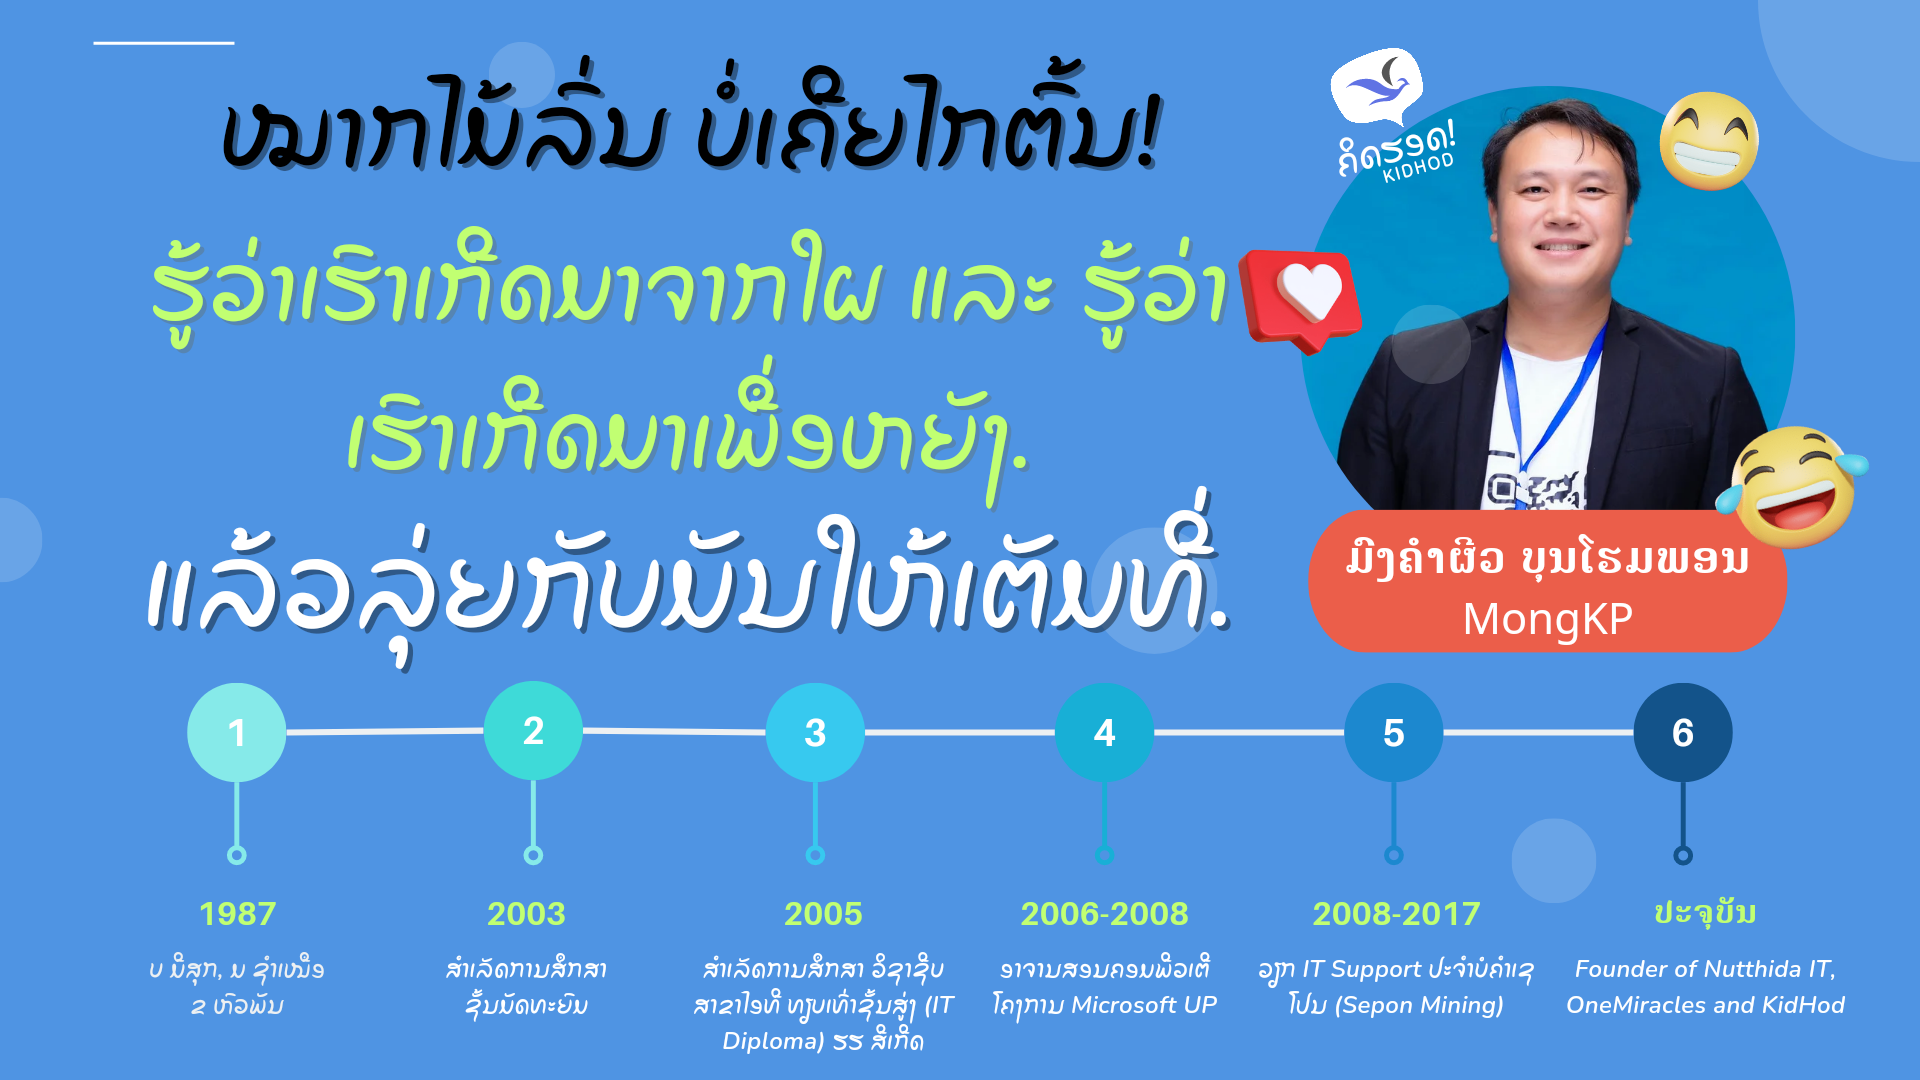 ໝາກໄມ້ລົ່ນ ບໍ່ເຄີຍໄກຕົ້ນ!
ຮູ້ວ່າເຮົາເກີດມາຈາກໃຜ ແລະ ຮູ້ວ່າ
ເຮົາເກີດມາເພື່ອຫຍັງ.
ແລ້ວລຸ່ຍກັບມັນໃຫ້ເຕັມທີ່.
ຄິດຮອດ!
KIDHOD
ມົງຄຳຜິວ ບຸນໂຮມພອນ
MongKP
1
2
3
4
5
6
1987
ບ ມີສຸກ, ມ ຊຳເໜືອ
ຂ ຫົວພັນ
2003
ສຳເລັດການສຶກສາ
ຊັ້ນມັດທະຍົມ
2005
ສຳເລັດການສຶກສາ ວິຊາຊີບ
ສາຂາໄອທີ ທຽບເທົ່າຊັ້ນສູງ (IT
Diploma) ຮຮ ສີເກີດ
2006-2008
ອາຈານສອນຄອມພິວເຕີ
ໂຄງການ Microsoft UP
2008-2017
ວຽກ IT Support ປະຈຳບໍ່ຄຳເຊ
ໂປນ (Sepon Mining)
ປະຈຸບັນ
Founder of Nutthida IT,
OneMiracles and KidHod